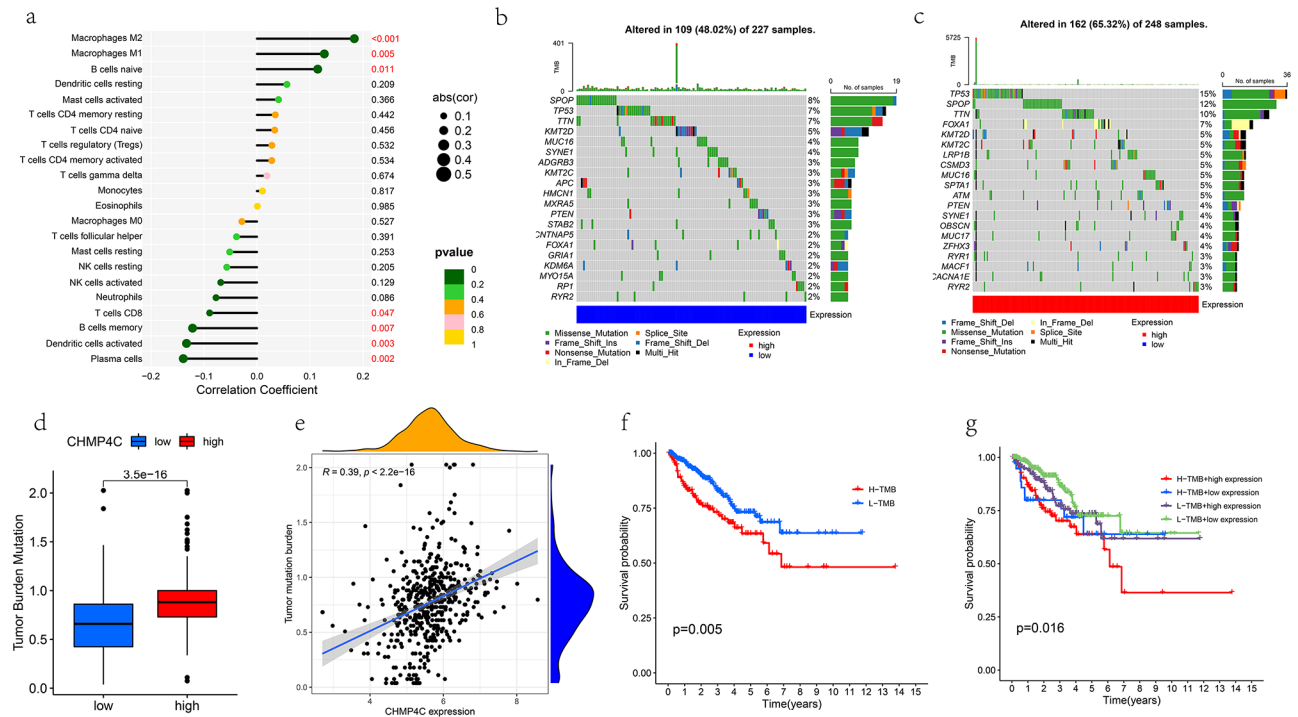 a
Macrophages M2
Macrophages M1
B cells naive
Dendritic cells resting
Mast cells activated
T cells CD4 memory resting
T cells CD4 naive
T cells regulatory (Tregs)
T cells CD4 memory activated
T cells gamma delta
Monocytes
Eosinophils
Macrophages M0
T cells follicular helper
Mast cells resting
NK cells resting
NK cells activated
Neutrophils
T cells CD8
B cells memory
Dendritic cells activated
Plasma cells
<0.001
0.005
0.011
0.209
0.366
0.442
0.456
0.532
0.534
0.674
0.817
0.985
0.527
0.391
0.253
0.205
0.129
0.086
0.047
0.007
0.003
0.002
−0.2 −0.1 0.0 0.1 0.2
Correlation Coefficient
abs(cor)
0.1
0.2
0.3
0.4
0.5
pvalue
0
0.2
0.4
0.6
0.8
1
b
Altered in 109 (48.02%) of 227 samples.
401
TMB
0
0 19
No. of samples
SPOP 8%
TP53 7%
TTN 7%
KMT2D 5%
MUC16 4%
SYNE1 4%
ADGRB3 3%
KMT2C 3%
APC 3%
HMCN1 3%
MXRA5 3%
PTEN 3%
STAB2 3%
CNTNAP5 2%
FOXA1 2%
GRIA1 2%
KDM6A 2%
MYO15A 2%
RP1 2%
RYR2 2%
Expression
Missense_Mutation
Frame_Shift_Ins
Nonsense_Mutation
In_Frame_Del
Splice_Site
Frame_Shift_Del
Multi_Hit
Expression
high
low
c
Altered in 162 (65.32%) of 248 samples.
5725
TMB
0
0 36
No. of samples
TP53 15%
SPOP 12%
TTN 10%
FOXA1 7%
KMT2D 5%
KMT2C 5%
LRP1B 5%
CSMD3 5%
MUC16 5%
SPTA1 5%
ATM 5%
PTEN 4%
SYNE1 4%
OBSCN 4%
MUC17 4%
ZFHX3 4%
RYR1 3%
MACF1 3%
CACNA1E 3%
RYR2 3%
Expression
Frame_Shift_Del
Missense_Mutation
Frame_Shift_Ins
Nonsense_Mutation
In_Frame_Del
Splice_Site
Multi_Hit
Expression
high
low
d
CHMP4C low high
3.5e−16
Tumor Burden Mutation
2.0
1.5
1.0
0.5
0.0
low high
e
R = 0.39, p < 2.2e−16
Tumor mutation burden
2.0
1.5
1.0
0.5
0.0
4 6 8
CHMP4C expression
f
Survival probability
1.00
0.75
0.50
0.25
0.00
H−TMB
L−TMB
p=0.005
0 1 2 3 4 5 6 7 8 9 10 11 12 13 14 15
Time(years)
g
Survival probability
1.00
0.75
0.50
0.25
0.00
H−TMB+high expression
H−TMB+low expression
L−TMB+high expression
L−TMB+low expression
p=0.016
0 1 2 3 4 5 6 7 8 9 10 11 12 13 14 15
Time(years)